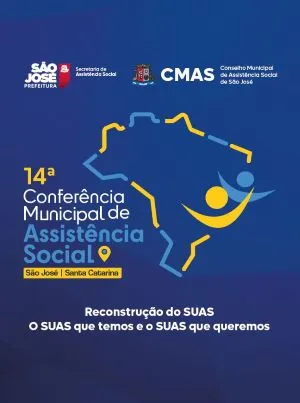 SÃO
JOSÉ
PREFEITURA
Secretaria de
Assistência Social
CMAS
Conselho Municipal
de Assistência Social
de São José
14ª
Conferência
Municipal de
Assistência
Social
São José | Santa Catarina
Reconstrução do SUAS
O SUAS que temos e o SUAS que queremos